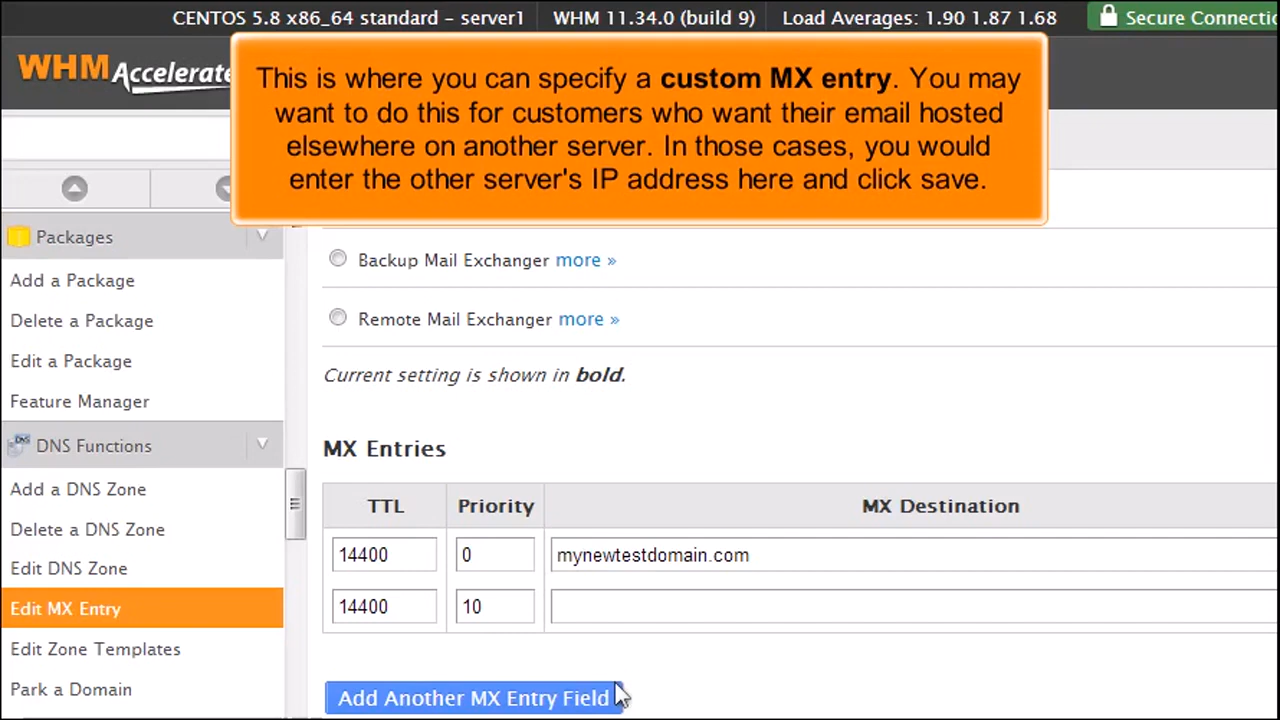 CENTOS 5.8 x86_64 standard – server1 WHM 11.34.0 (build 9) Load Averages: 1.90 1.87 1.68 Secure Connectio
WHM Accelerate
This is where you can specify a custom MX entry. You may
want to do this for customers who want their email hosted
elsewhere on another server. In those cases, you would
enter the other server's IP address here and click save.
Packages
Add a Package
Delete a Package
Edit a Package
Feature Manager
DNS Functions
Add a DNS Zone
Delete a DNS Zone
Edit DNS Zone
Edit MX Entry
Edit Zone Templates
Park a Domain
Backup Mail Exchanger more »
Remote Mail Exchanger more »
Current setting is shown in bold.
MX Entries
TTL Priority MX Destination
14400 0 mynewtestdomain.com
14400 10
Add Another MX Entry Field